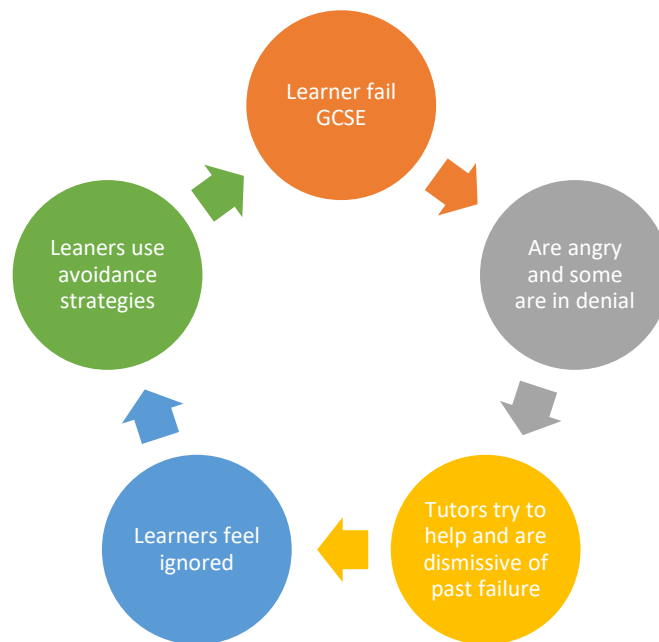 Learner fail
GCSE
Are angry
and some
are in denial
Tutors try to
help and are
dismissive of
past failure
Learners feel
ignored
Leaners use
avoidance
strategies